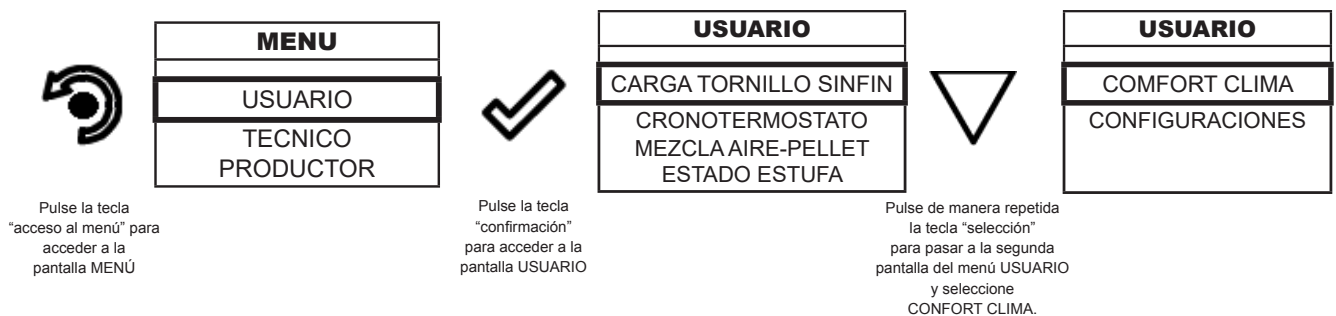 MENU
USUARIO
TECNICO
PRODUCTOR
Pulse la tecla
“acceso al menú” para
acceder a la
pantalla MENÚ
Pulse la tecla
“confirmación”
para acceder a la
pantalla USUARIO
USUARIO
CARGA TORNILLO SINFIN
CRONOTERMOSTATO
MEZCLA AIRE-PELLET
ESTADO ESTUFA
Pulse de manera repetida
la tecla “selección”
para pasar a la segunda
pantalla del menú USUARIO
y seleccione
CONFORT CLIMA.
USUARIO
COMFORT CLIMA
CONFIGURACIONES